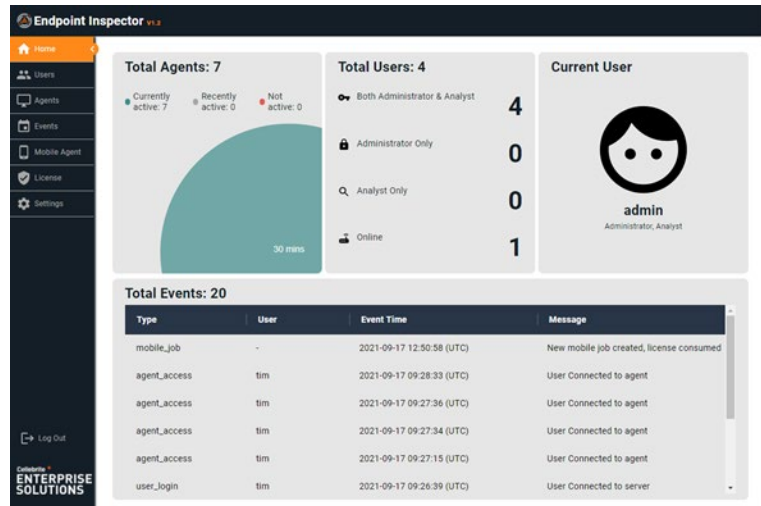 Endpoint Inspector V1.2
Home
Users
Agents
Events
Mobile Agent
License
Settings
Log Out
Cellebrite
ENTERPRISE
SOLUTIONS
Total Agents: 7
Currently active: 7
Recently active: 0
Not active: 0
30 mins
Total Users: 4
Both Administrator & Analyst 4
Administrator Only 0
Analyst Only 0
Online 1
Current User
admin
Administrator, Analyst
Total Events: 20
Type User Event Time Message
mobile_job - 2021-09-17 12:50:58 (UTC) New mobile job created, license consumed
agent_access tim 2021-09-17 09:28:33 (UTC) User Connected to agent
agent_access tim 2021-09-17 09:27:36 (UTC) User Connected to agent
agent_access tim 2021-09-17 09:27:34 (UTC) User Connected to agent
agent_access tim 2021-09-17 09:27:15 (UTC) User Connected to agent
user_login tim 2021-09-17 09:26:39 (UTC) User Connected to server